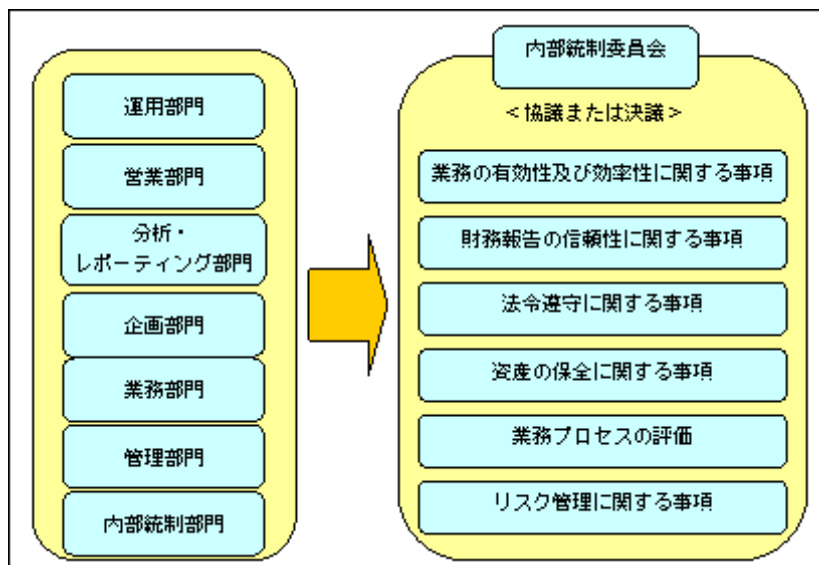 運用部門
営業部門
分析・
レポーティング部門
企画部門
業務部門
管理部門
内部統制部門
内部統制委員会
<協議または決議>
業務の有効性及び効率性に関する事項
財務報告の信頼性に関する事項
法令遵守に関する事項
資産の保全に関する事項
業務プロセスの評価
リスク管理に関する事項